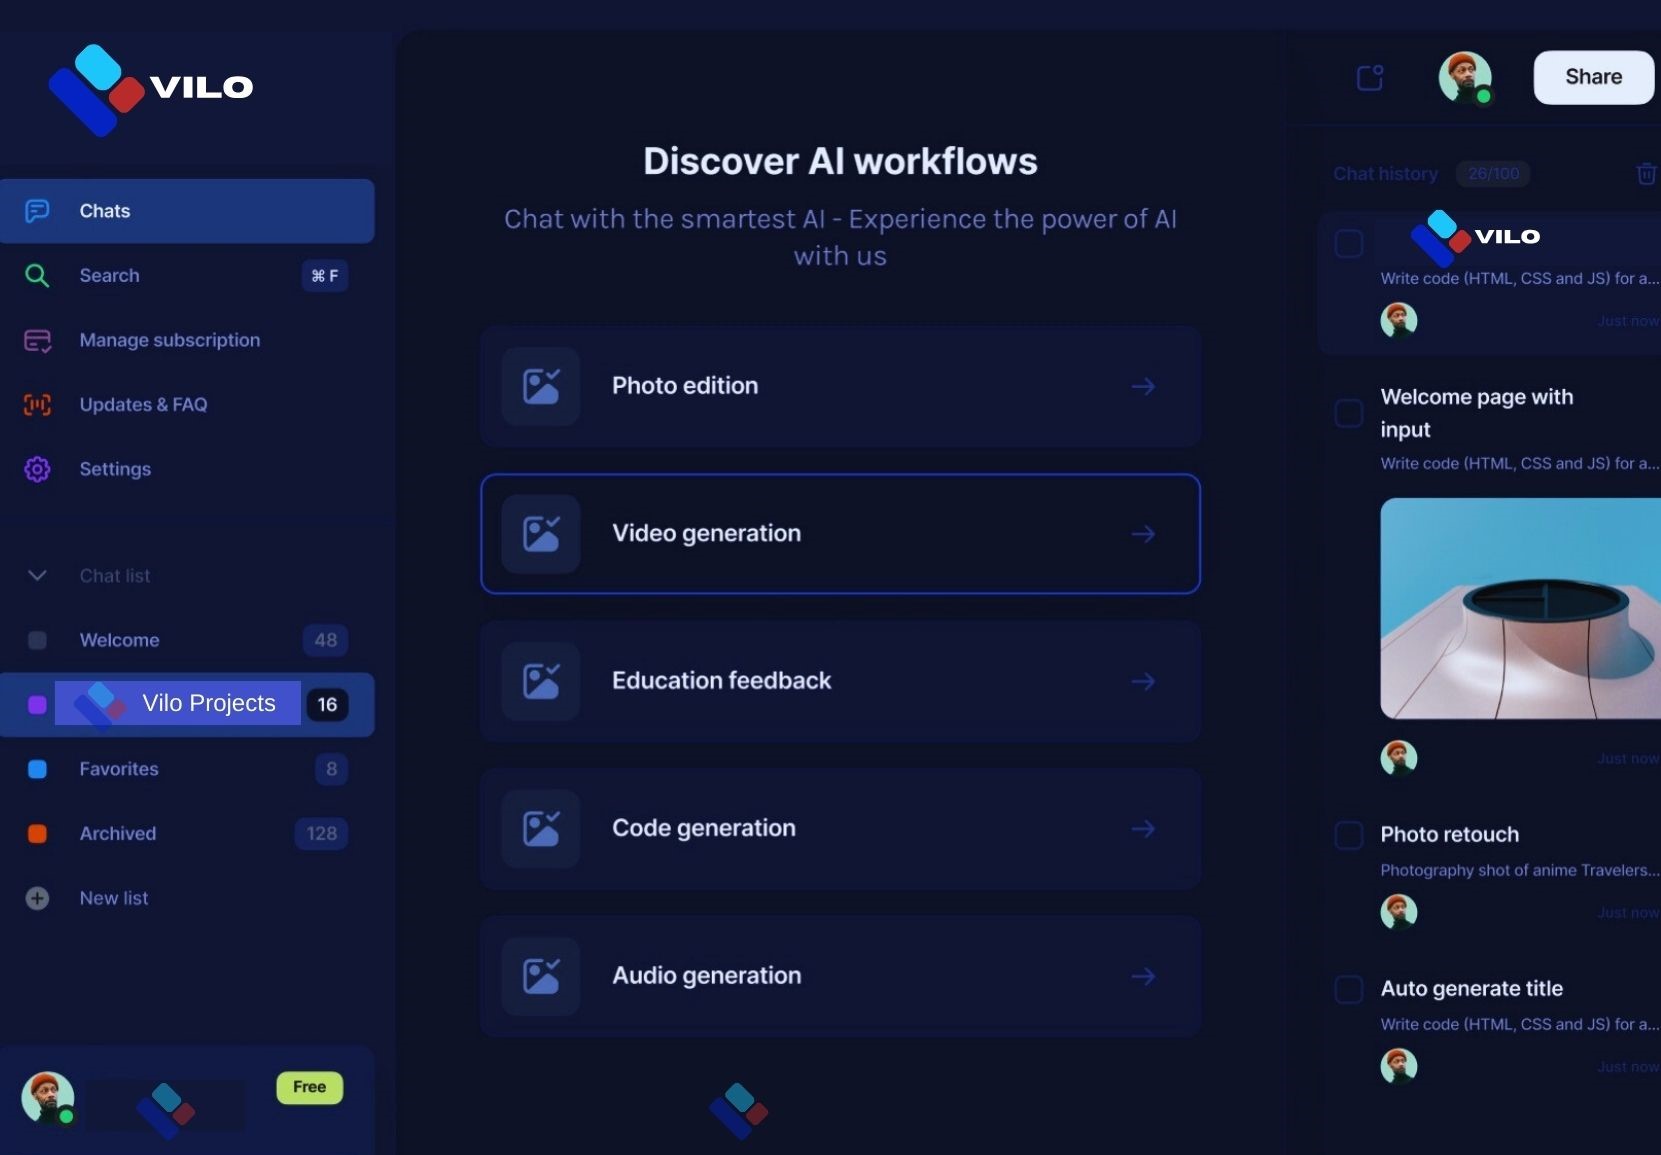 VILO
Chats
Search
⌘ F
Manage subscription
Updates & FAQ
Settings
Chat list
Welcome
48
Vilo Projects
16
Favorites
8
Archived
128
New list
Free
Discover AI workflows
Chat with the smartest AI - Experience the power of AI
with us
Photo edition
Video generation
Education feedback
Code generation
Audio generation
Share
Chat history
26/100
VILO
Write code (HTML, CSS and JS) for a...
Just now
Welcome page with
input
Write code (HTML, CSS and JS) for a...
Just now
Photo retouch
Photography shot of anime Travelers...
Just now
Auto generate title
Write code (HTML, CSS and JS) for a...
Just now